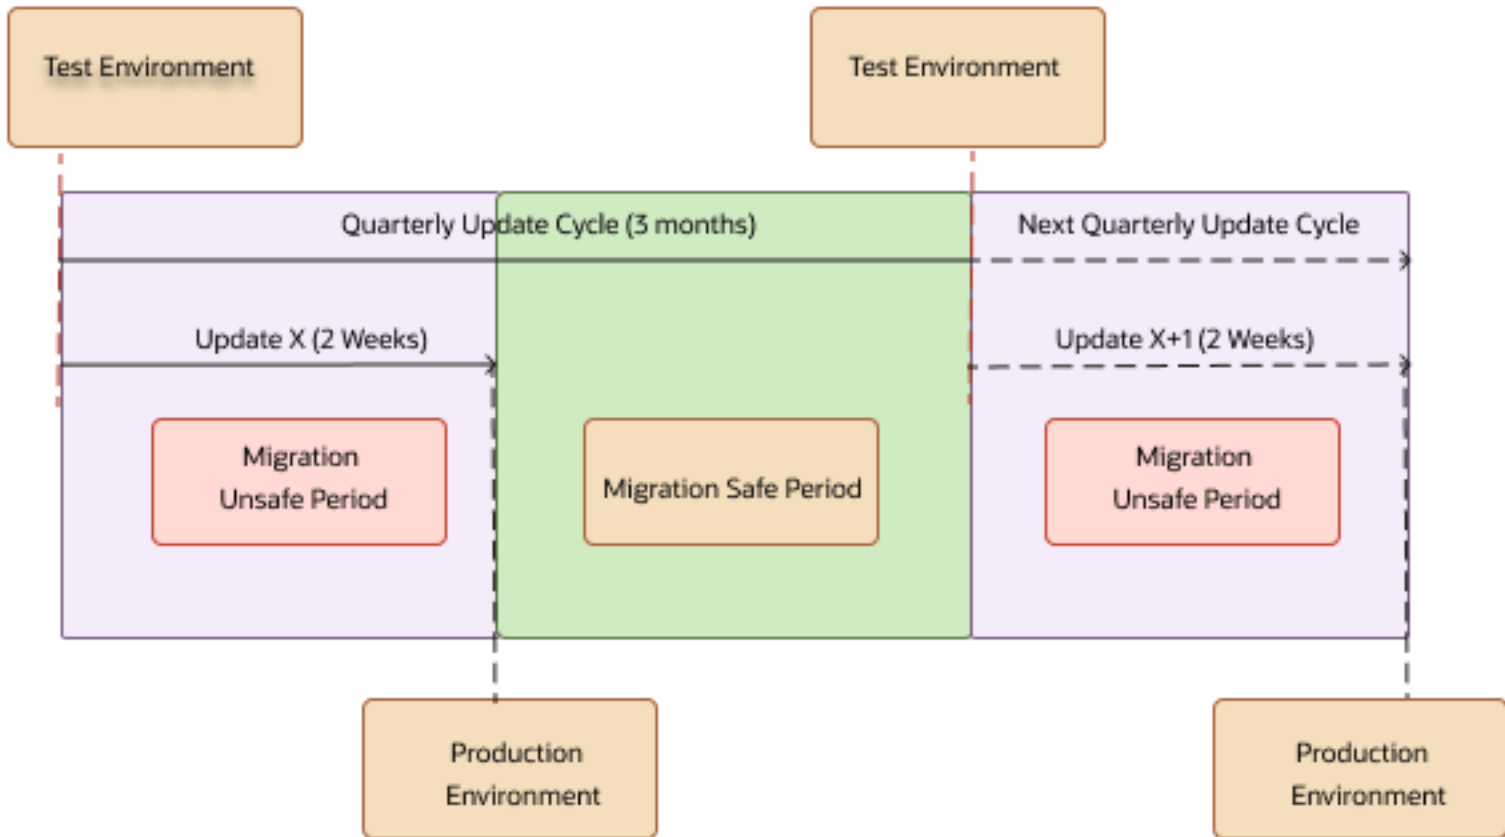 Test Environment
Test Environment
Quarterly Update Cycle (3 months)
Next Quarterly Update Cycle
Update X (2 Weeks)
Update X+1 (2 Weeks)
Migration
Unsafe Period
Migration Safe Period
Migration
Unsafe Period
Production
Environment
Production
Environment